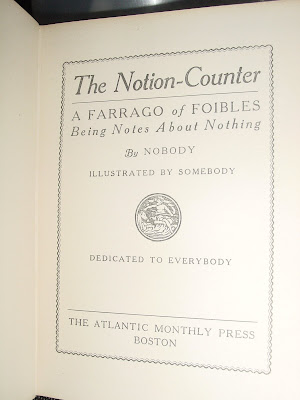 The Notion-Counter
A FARRAGO of FOIBLES
Being Notes About Nothing
By NOBODY
ILLUSTRATED BY SOMEBODY
DEDICATED TO EVERYBODY
THE ATLANTIC MONTHLY PRESS
BOSTON